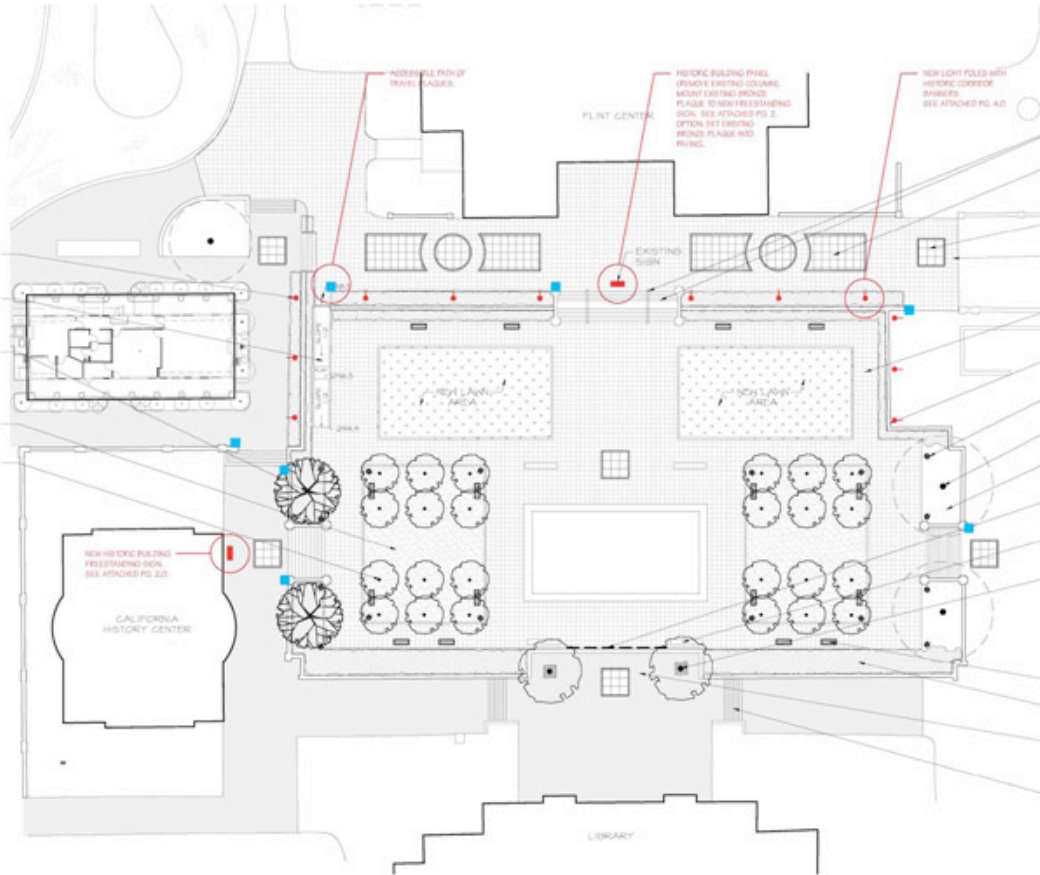 ACCESSIBLE PATH OF
TRAVEL PLAQUES.
HISTORIC BUILDING PANEL
(REMOVE EXISTING COLUMN).
MOUNT EXISTING BRONZE
PLAQUE TO NEW FREESTANDING
SIGN. SEE ATTACHED PG. 2.
OPTION: SET EXISTING
BRONZE PLAQUE INTO
PAVING.
NEW LIGHT POLES WITH
HISTORIC CORRIDOR
BANNERS.
SEE ATTACHED PG. 4.0.
FLINT CENTER
EXISTING
SIGN
SLOPE
SLOPE
NEW LAWN
AREA
NEW LAWN
AREA
NEW HISTORIC BUILDING
FREESTANDING SIGN.
SEE ATTACHED PG. 2.0.
CALIFORNIA
HISTORY CENTER
LIBRARY